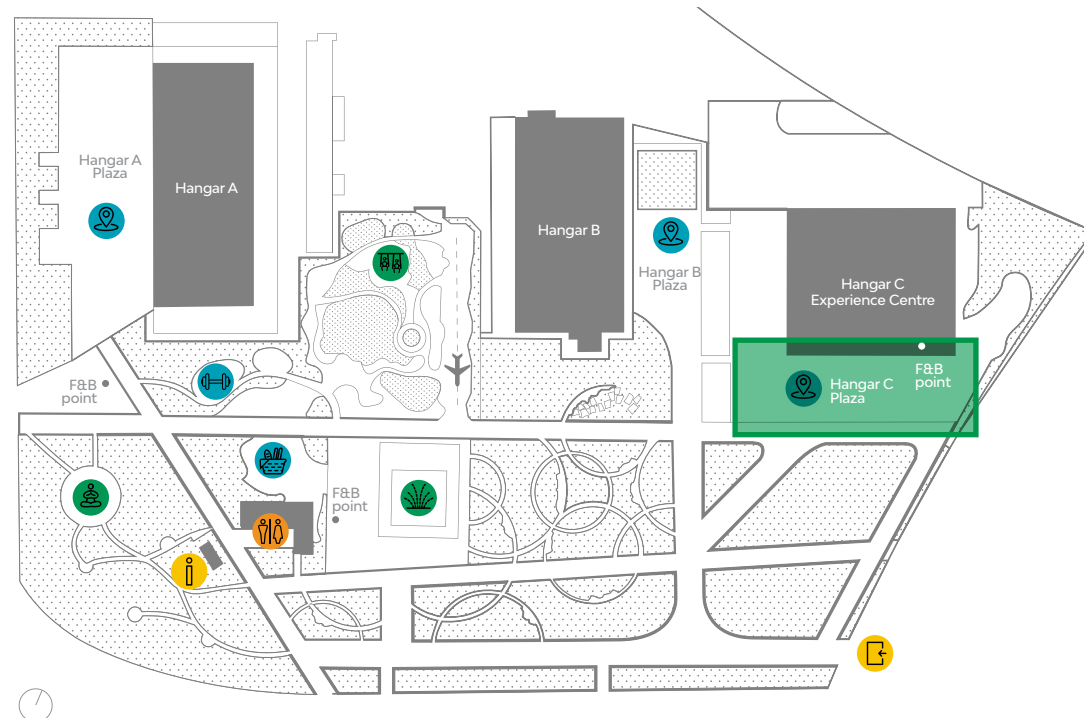 Hangar A
Plaza
Hangar A
Hangar B
Hangar B
Plaza
Hangar C
Experience Centre
F&B
point
Hangar C
Plaza
F&B
point
F&B
point